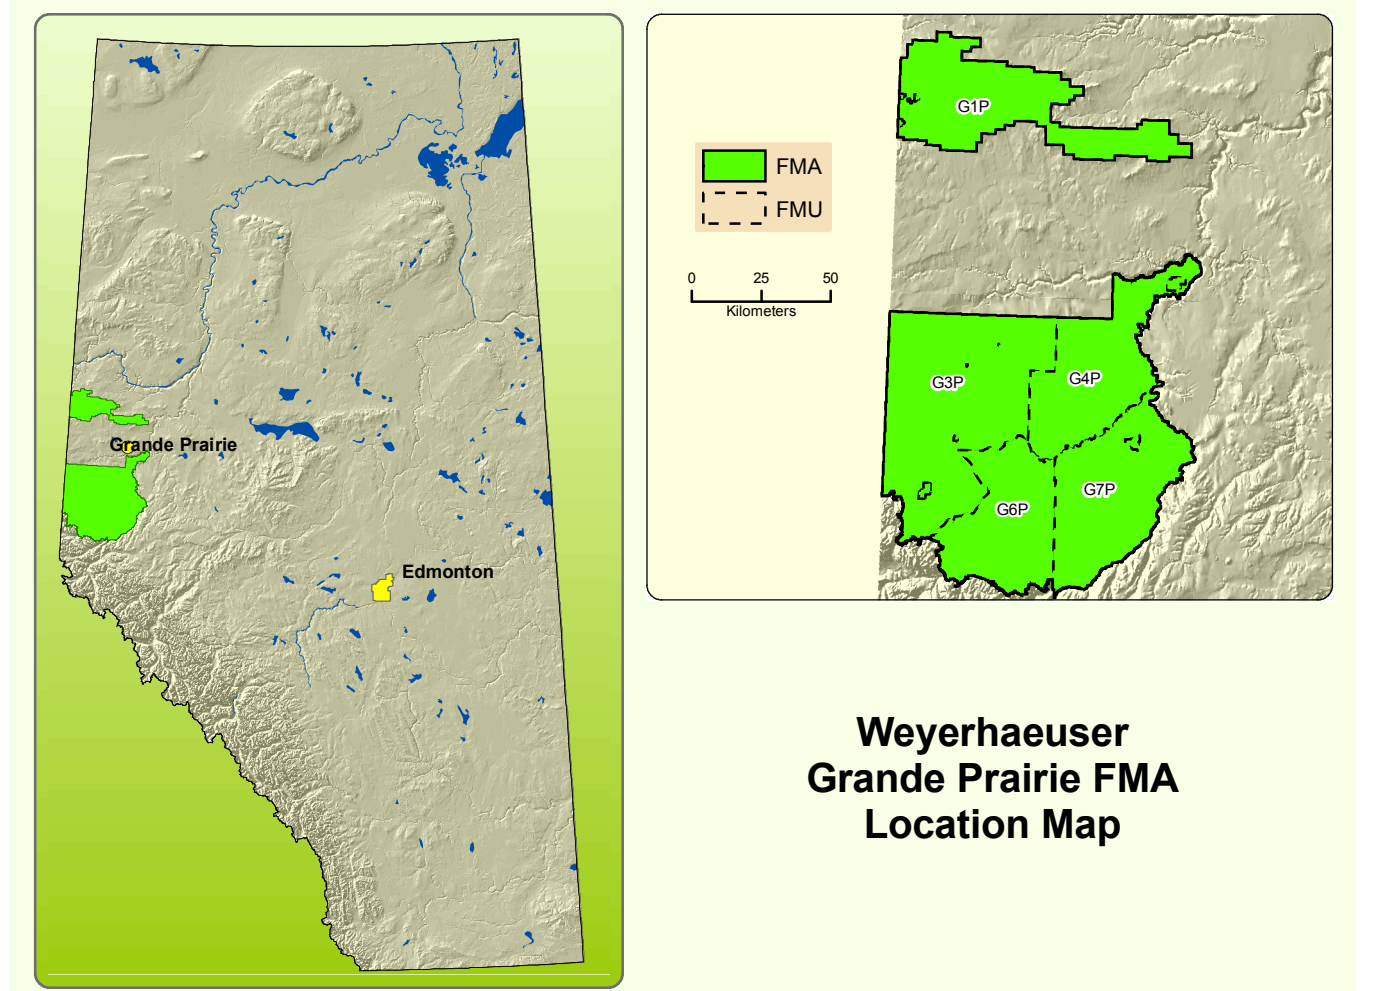 Grande Prairie
Edmonton
G1P
FMA
FMU
0 25 50
Kilometers
G3P
G4P
G6P
G7P
Weyerhaeuser
Grande Prairie FMA
Location Map